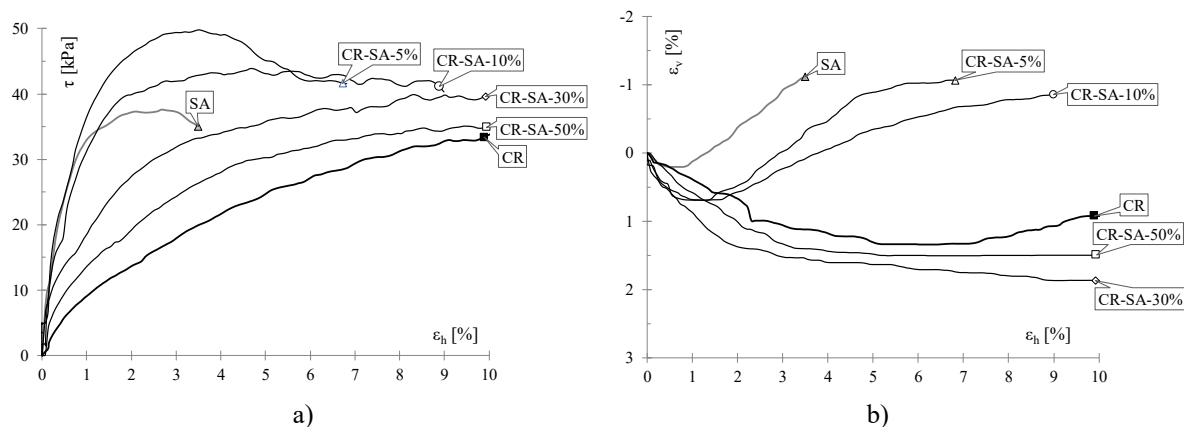 50
40
30
20
10
0
τ [kPa]
SA
CR-SA-5%
CR-SA-10%
CR-SA-30%
CR-SA-50%
CR
εh [%]
0 1 2 3 4 5 6 7 8 9 10
a)
-2
-1
0
1
2
3
εv [%]
SA
CR-SA-5%
CR-SA-10%
CR
CR-SA-50%
CR-SA-30%
εh [%]
0 1 2 3 4 5 6 7 8 9 10
b)